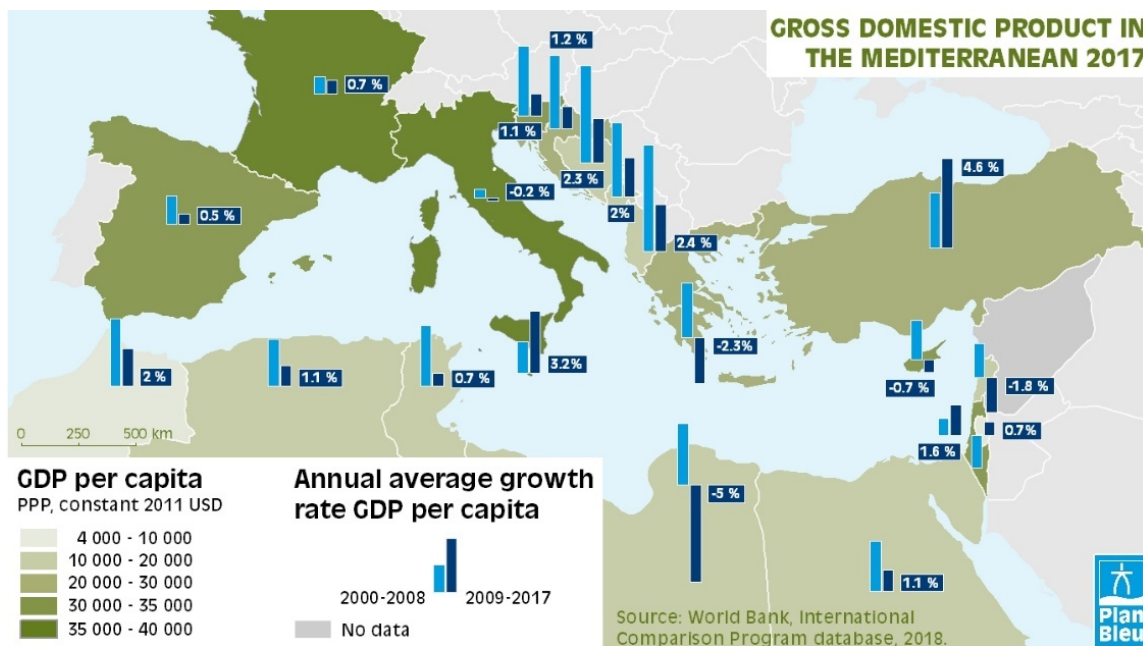 GROSS DOMESTIC PRODUCT IN
THE MEDITERRANEAN 2017
1.2 %
0.7 %
1.1 %
4.6 %
2.3 %
-0.2 %
0.5 %
2%
2.4 %
-2.3%
3.2%
2 %
1.1 %
0.7 %
-0.7 %
-1.8 %
0.7%
1.6 %
0 250 500 km
-5 %
1.1 %
GDP per capita
PPP, constant 2011 USD
4 000 - 10 000
10 000 - 20 000
20 000 - 30 000
30 000 - 35 000
35 000 - 40 000
Annual average growth
rate GDP per capita
2000-2008 2009-2017
No data
Source: World Bank, International
Comparison Program database, 2018.
Plan
Bleu